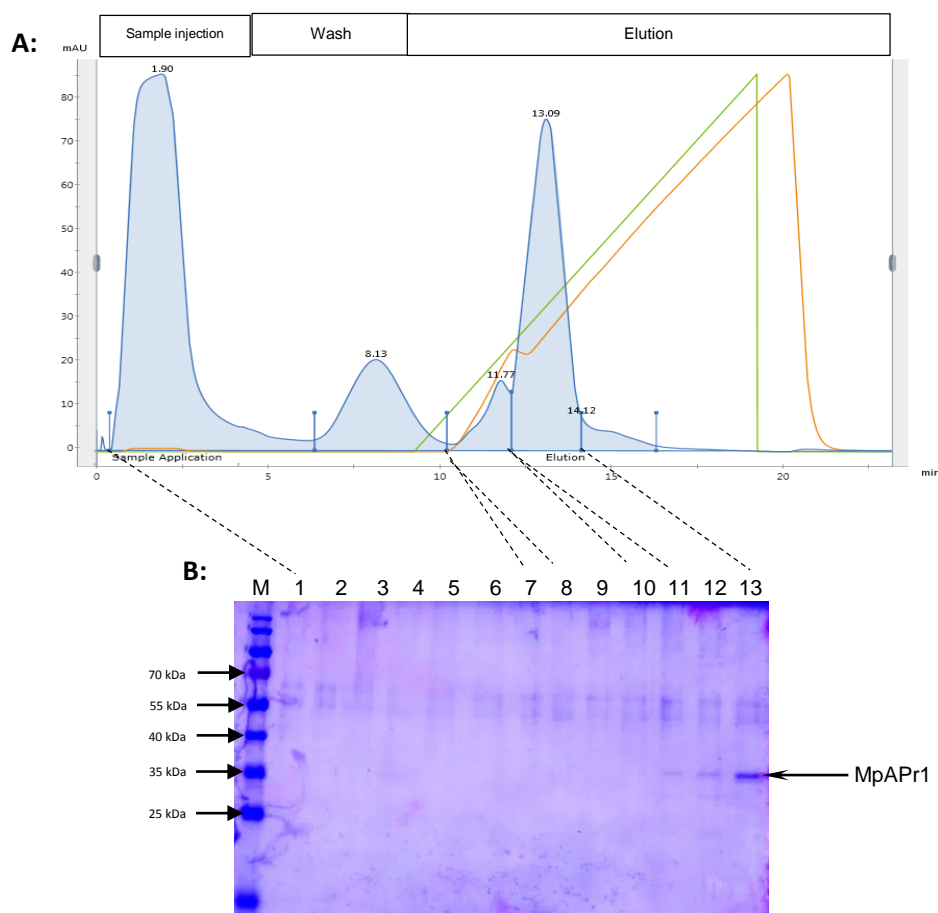 Sample injection Wash Elution
A:
mAU
1.90
80
13.09
70
60
50
40
30
20
8.13
11.77
10
14.12
0
Sample Application Elution
0 5 10 15 20 min
B:
M 1 2 3 4 5 6 7 8 9 10 11 12 13
70 kDa
55 kDa
40 kDa
35 kDa
MpAPr1
25 kDa